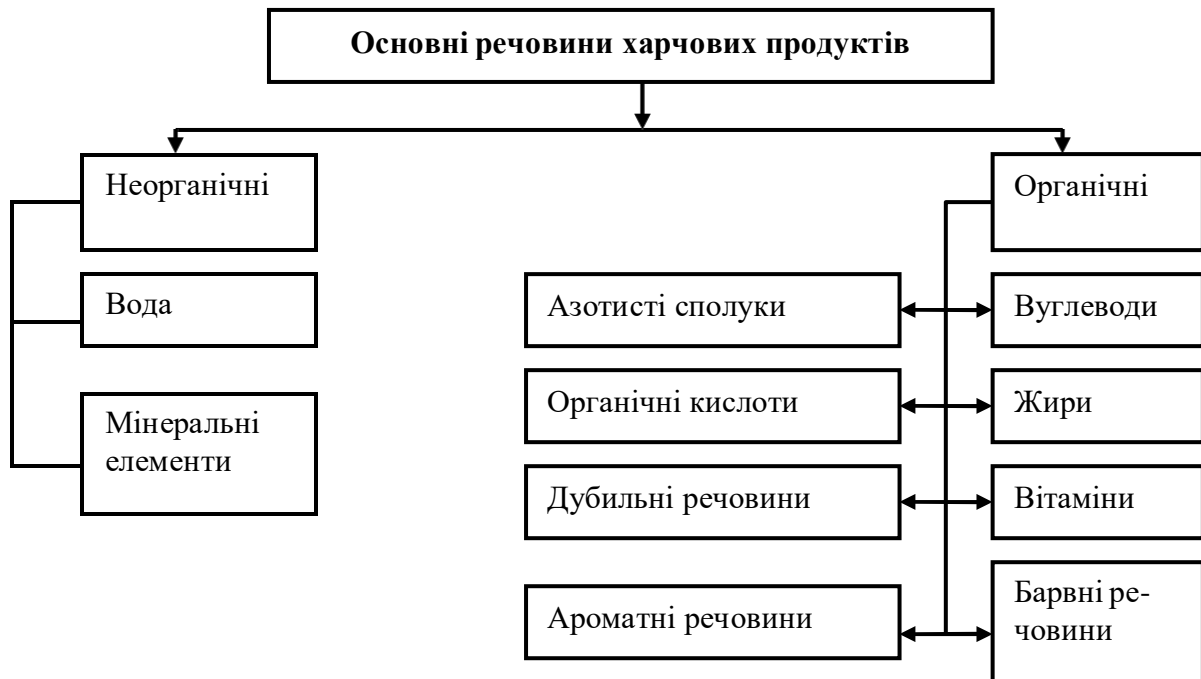 Основні речовини харчових продуктів
Неорганічні
Органічні
Вода
Азотисті сполуки
Вуглеводи
Органічні кислоти
Жири
Мінеральні
елементи
Дубильні речовини
Вітаміни
Ароматні речовини
Барвні ре-
човини